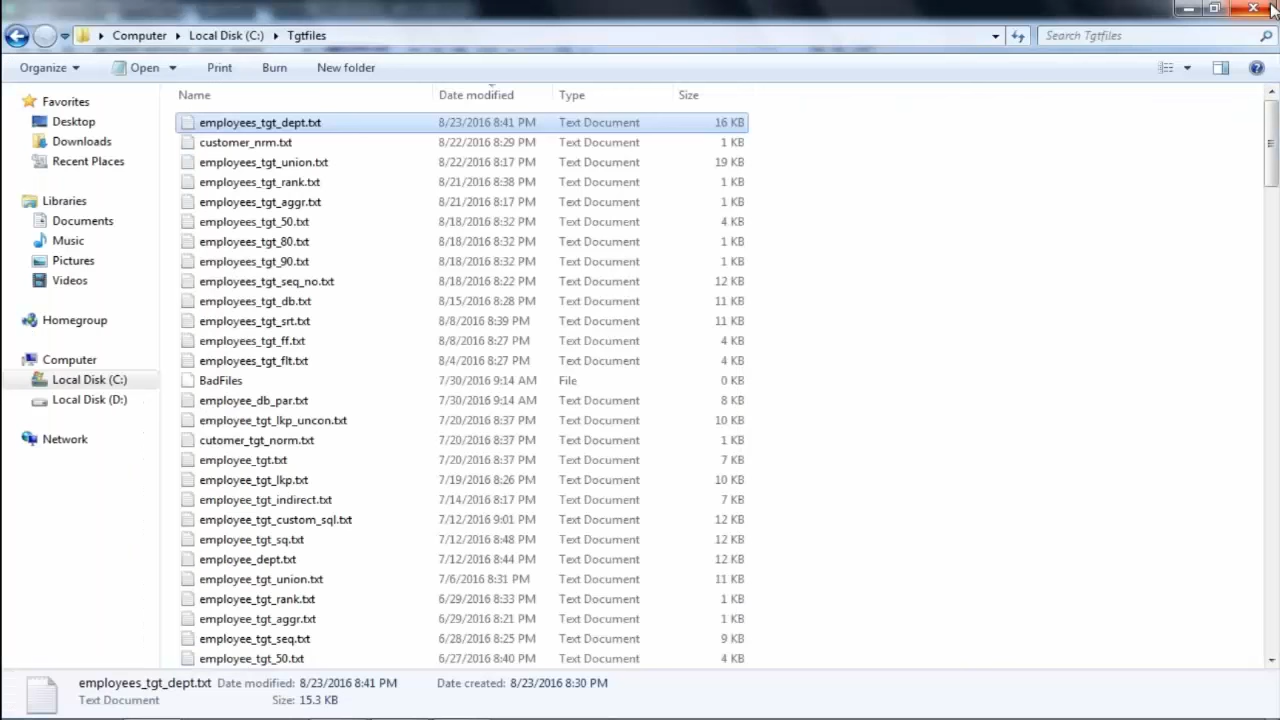 Computer Local Disk (C:) Tgtfiles Search Tgtfiles
Organize Open Print Burn New folder
Favorites
Desktop
Downloads
Recent Places
Libraries
Documents
Music
Pictures
Videos
Homegroup
Computer
Local Disk (C:)
Local Disk (D:)
Network
Name Date modified Type Size
employees_tgt_dept.txt 8/23/2016 8:41 PM Text Document 16 KB
customer_nrm.txt 8/22/2016 8:29 PM Text Document 1 KB
employees_tgt_union.txt 8/22/2016 8:17 PM Text Document 19 KB
employees_tgt_rank.txt 8/21/2016 8:38 PM Text Document 1 KB
employees_tgt_aggr.txt 8/21/2016 8:17 PM Text Document 1 KB
employees_tgt_50.txt 8/18/2016 8:32 PM Text Document 4 KB
employees_tgt_80.txt 8/18/2016 8:32 PM Text Document 1 KB
employees_tgt_90.txt 8/18/2016 8:32 PM Text Document 1 KB
employees_tgt_seq_no.txt 8/18/2016 8:22 PM Text Document 12 KB
employees_tgt_db.txt 8/15/2016 8:28 PM Text Document 11 KB
employees_tgt_srt.txt 8/8/2016 8:39 PM Text Document 11 KB
employees_tgt_ff.txt 8/8/2016 8:27 PM Text Document 4 KB
employees_tgt_flt.txt 8/4/2016 8:27 PM Text Document 4 KB
BadFiles 7/30/2016 9:14 AM File 0 KB
employee_db_par.txt 7/30/2016 9:14 AM Text Document 8 KB
employee_tgt_lkp_uncon.txt 7/20/2016 8:37 PM Text Document 10 KB
cutomer_tgt_norm.txt 7/20/2016 8:37 PM Text Document 1 KB
employee_tgt.txt 7/20/2016 8:37 PM Text Document 7 KB
employee_tgt_lkp.txt 7/19/2016 8:26 PM Text Document 10 KB
employee_tgt_indirect.txt 7/14/2016 8:17 PM Text Document 7 KB
employee_tgt_custom_sql.txt 7/12/2016 9:01 PM Text Document 12 KB
employee_tgt_sq.txt 7/12/2016 8:48 PM Text Document 12 KB
employee_dept.txt 7/12/2016 8:44 PM Text Document 12 KB
employee_tgt_union.txt 7/6/2016 8:31 PM Text Document 11 KB
employee_tgt_rank.txt 6/29/2016 8:33 PM Text Document 1 KB
employee_tgt_aggr.txt 6/29/2016 8:21 PM Text Document 1 KB
employee_tgt_seq.txt 6/28/2016 8:25 PM Text Document 9 KB
employee_tgt_50.txt 6/27/2016 8:40 PM Text Document 4 KB
employees_tgt_dept.txt Date modified: 8/23/2016 8:41 PM Date created: 8/23/2016 8:30 PM
Text Document Size: 15.3 KB